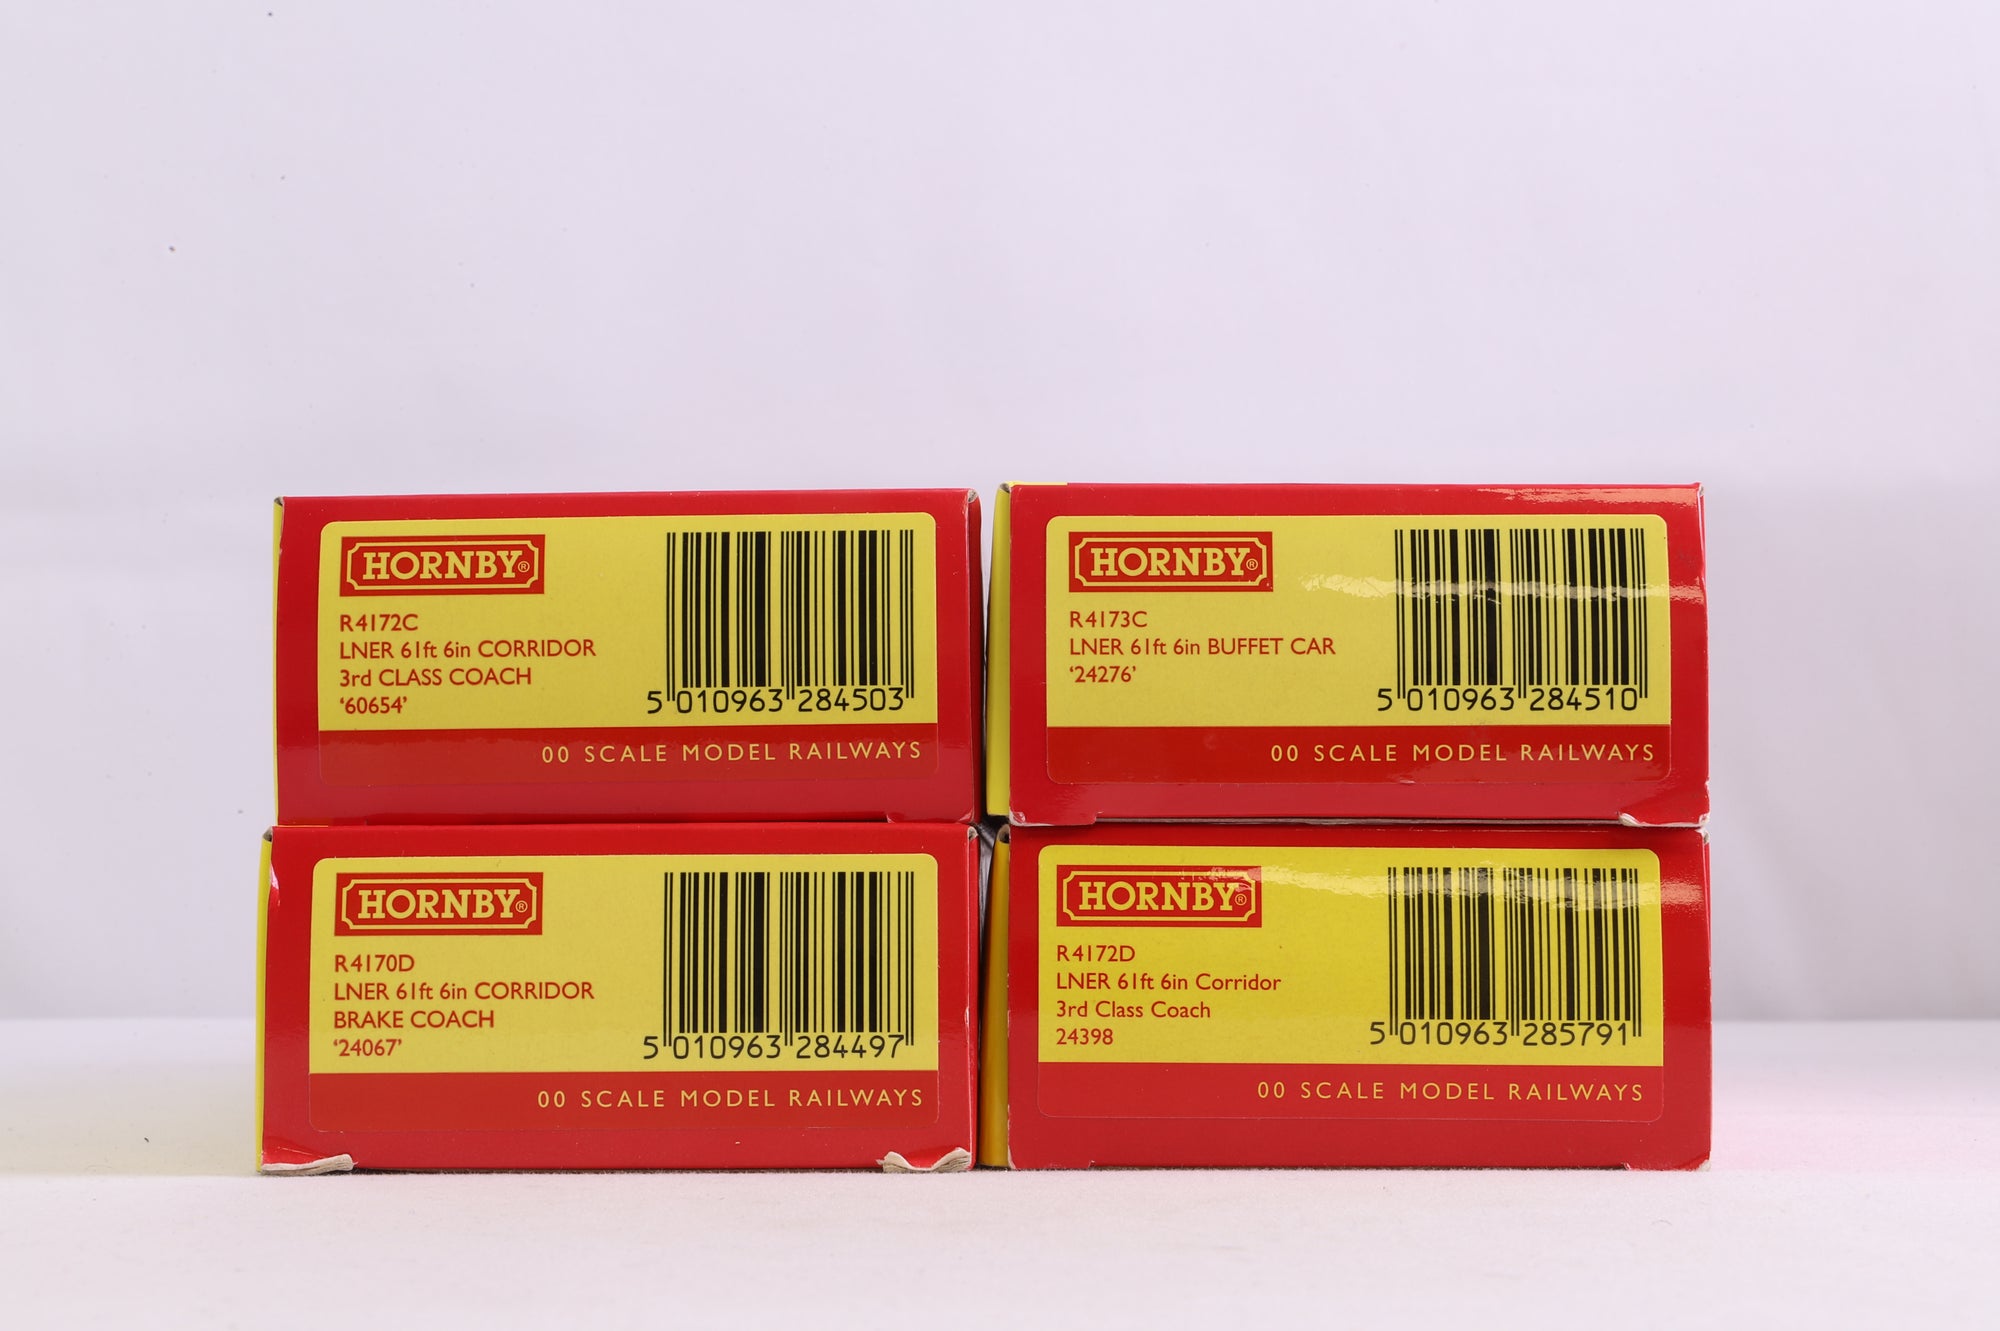 HORNBY®
R4172C
LNER 61ft 6in CORRIDOR
3rd CLASS COACH
‘60654’
5 010963 284503
00 SCALE MODEL RAILWAYS
HORNBY®
R4173C
LNER 61ft 6in BUFFET CAR
‘24276’
5 010963 284510
00 SCALE MODEL RAILWAYS
HORNBY®
R4170D
LNER 61ft 6in CORRIDOR
BRAKE COACH
‘24067’
5 010963 284497
00 SCALE MODEL RAILWAYS
HORNBY®
R4172D
LNER 61ft 6in Corridor
3rd Class Coach
24398
5 010963 285791
00 SCALE MODEL RAILWAYS